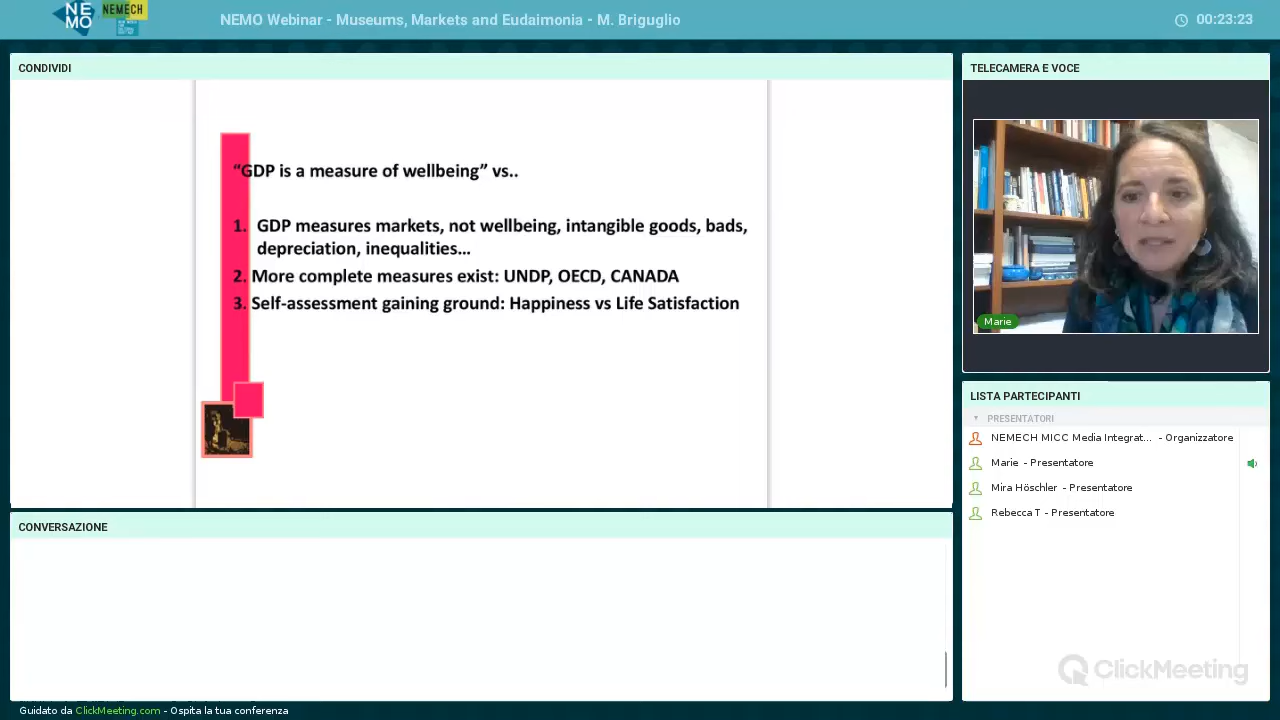 NE
MO
NEMECH
NEMO Webinar - Museums, Markets and Eudaimonia - M. Briguglio
00:23:23
CONDIVIDI
“GDP is a measure of wellbeing” vs..
1. GDP measures markets, not wellbeing, intangible goods, bads,
depreciation, inequalities...
2. More complete measures exist: UNDP, OECD, CANADA
3. Self-assessment gaining ground: Happiness vs Life Satisfaction
TELECAMERA E VOCE
Marie
LISTA PARTECIPANTI
PRESENTATORI
NEMECH MICC Media Integrat... - Organizzatore
Marie - Presentatore
Mira Höschler - Presentatore
Rebecca T - Presentatore
CONVERSAZIONE
ClickMeeting
Guidato da ClickMeeting.com - Ospita la tua conferenza